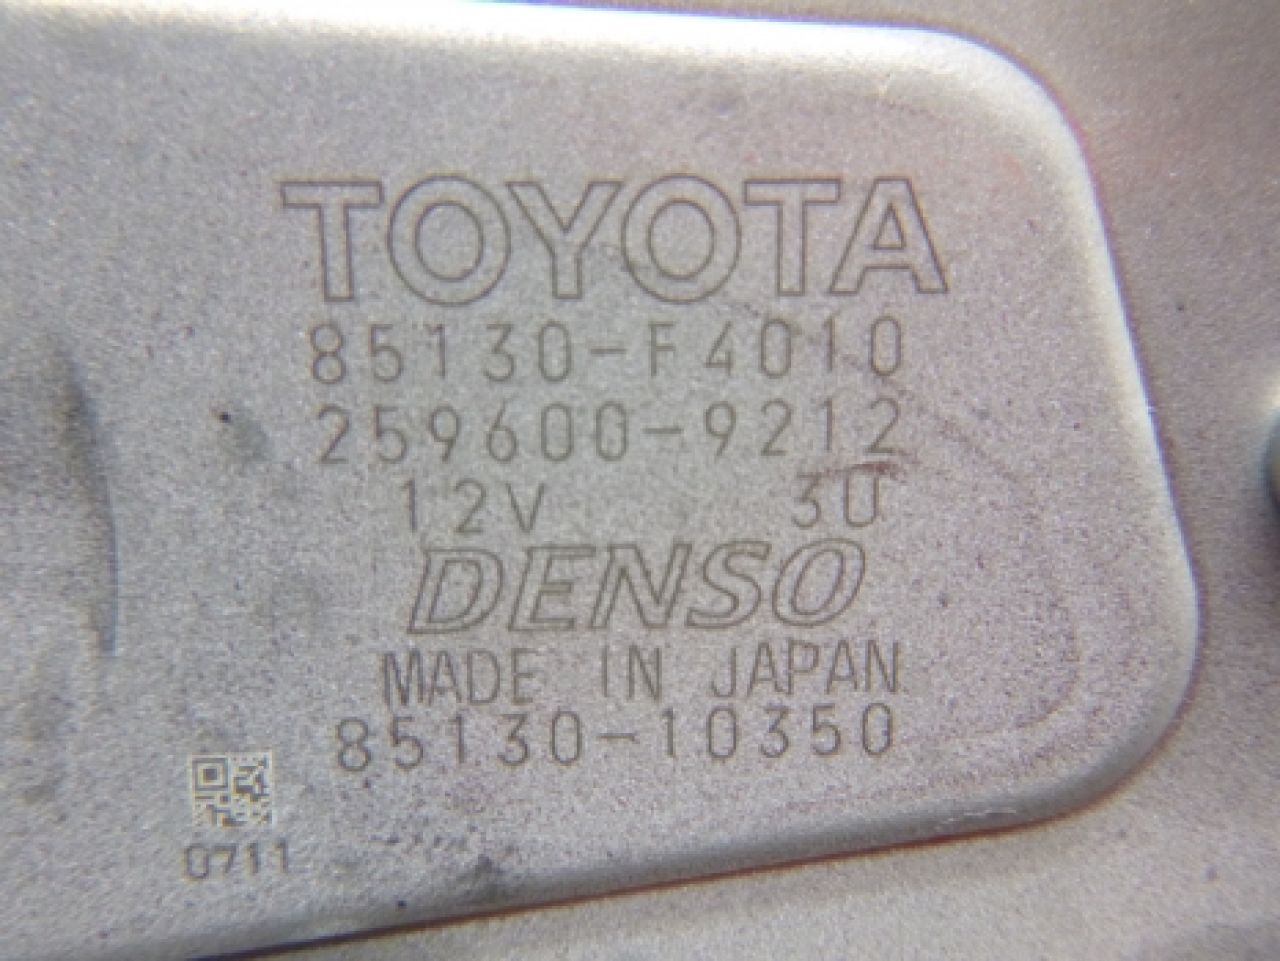 TOYOTA
85130-F4010
259600-9212
12V 3U
DENSO
MADE IN JAPAN
85130-10350
0711